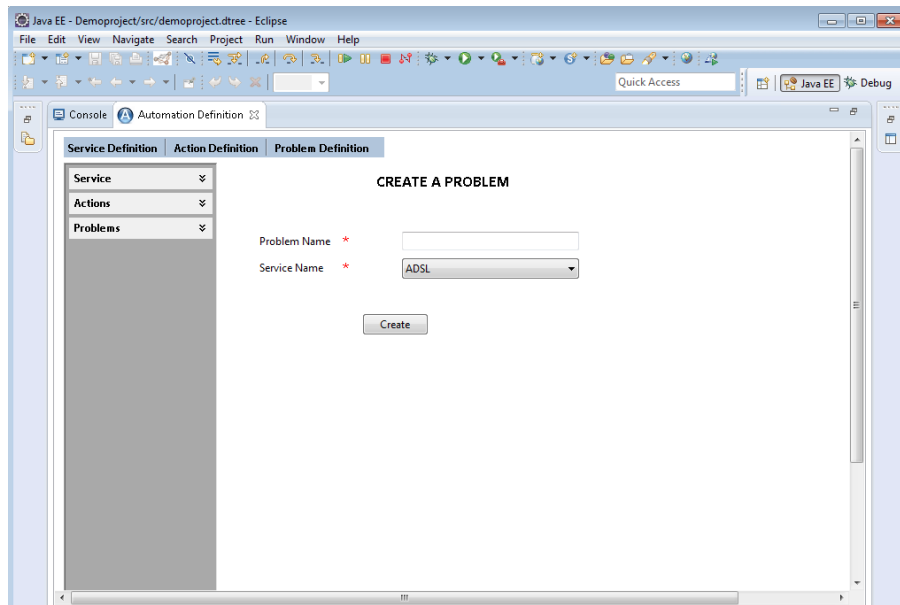 Java EE - Demoproject/src/demoproject.dtree - Eclipse
File Edit View Navigate Search Project Run Window Help
Quick Access
Java EE
Debug
Console
Automation Definition
Service Definition
Action Definition
Problem Definition
Service
Actions
Problems
CREATE A PROBLEM
Problem Name *
Service Name *
ADSL
Create